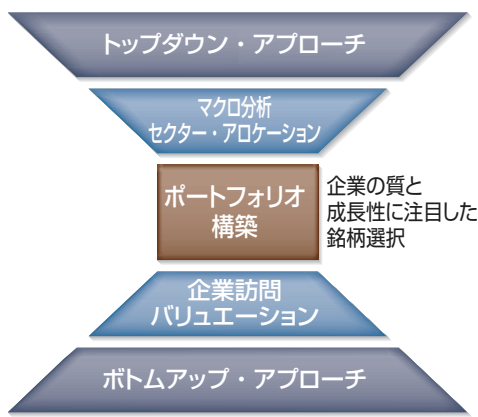 トップダウン・アプローチ
マクロ分析
セクター・アロケーション
ポートフォリオ
構築
企業の質と
成長性に注目した
銘柄選択
企業訪問
バリュエーション
ボトムアップ・アプローチ